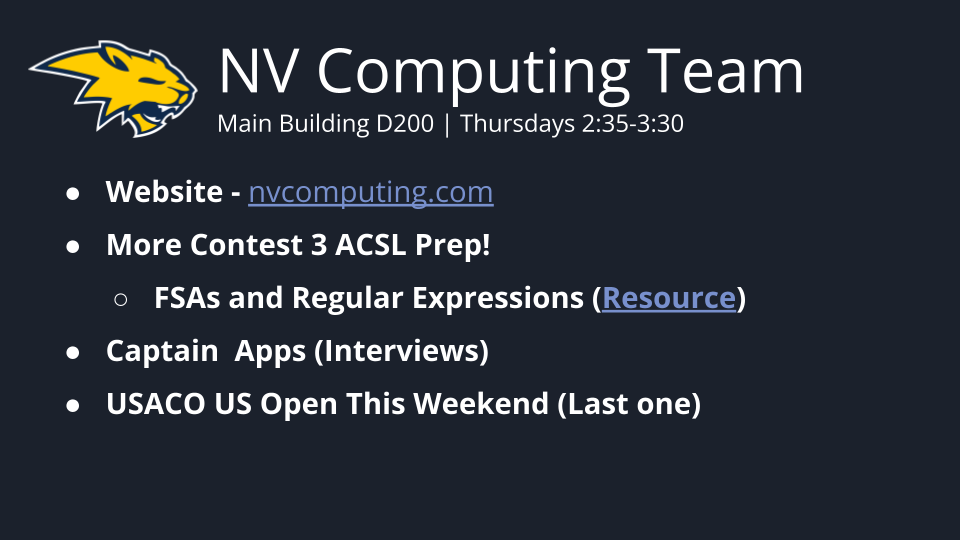 NV Computing Team
Main Building D200 | Thursdays 2:35-3:30
● Website - nvcomputing.com
● More Contest 3 ACSL Prep!
○ FSAs and Regular Expressions (Resource)
● Captain  Apps (Interviews)
● USACO US Open This Weekend (Last one)